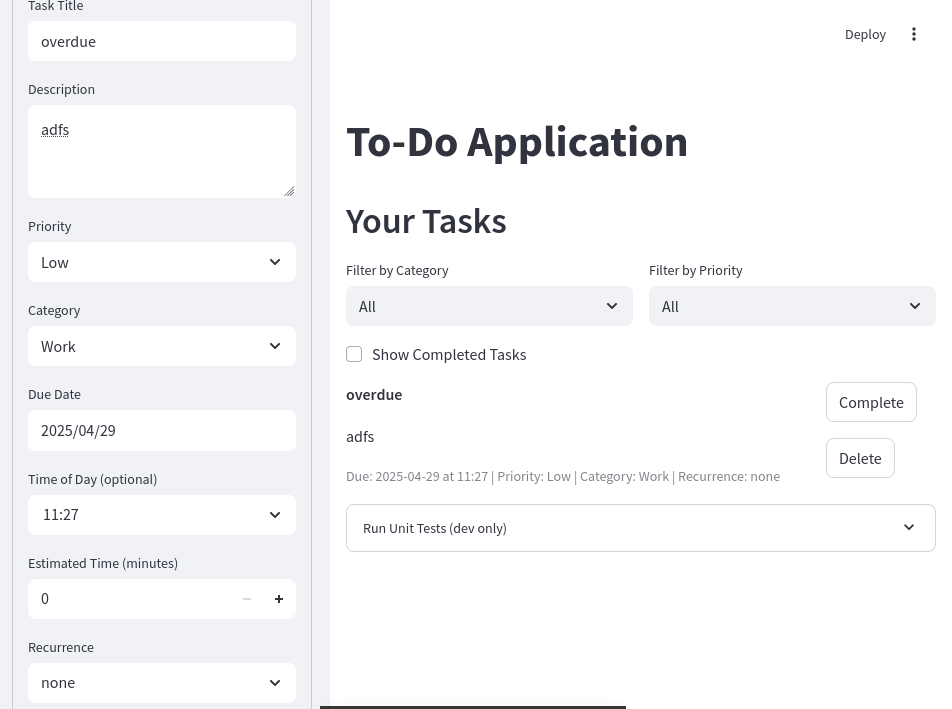 Task Title
overdue
Description
adfs
Priority
Low
Category
Work
Due Date
2025/04/29
Time of Day (optional)
11:27
Estimated Time (minutes)
0
Recurrence
none
Deploy
To-Do Application
Your Tasks
Filter by Category
Filter by Priority
All
All
Show Completed Tasks
overdue
Complete
adfs
Delete
Due: 2025-04-29 at 11:27 | Priority: Low | Category: Work | Recurrence: none
Run Unit Tests (dev only)